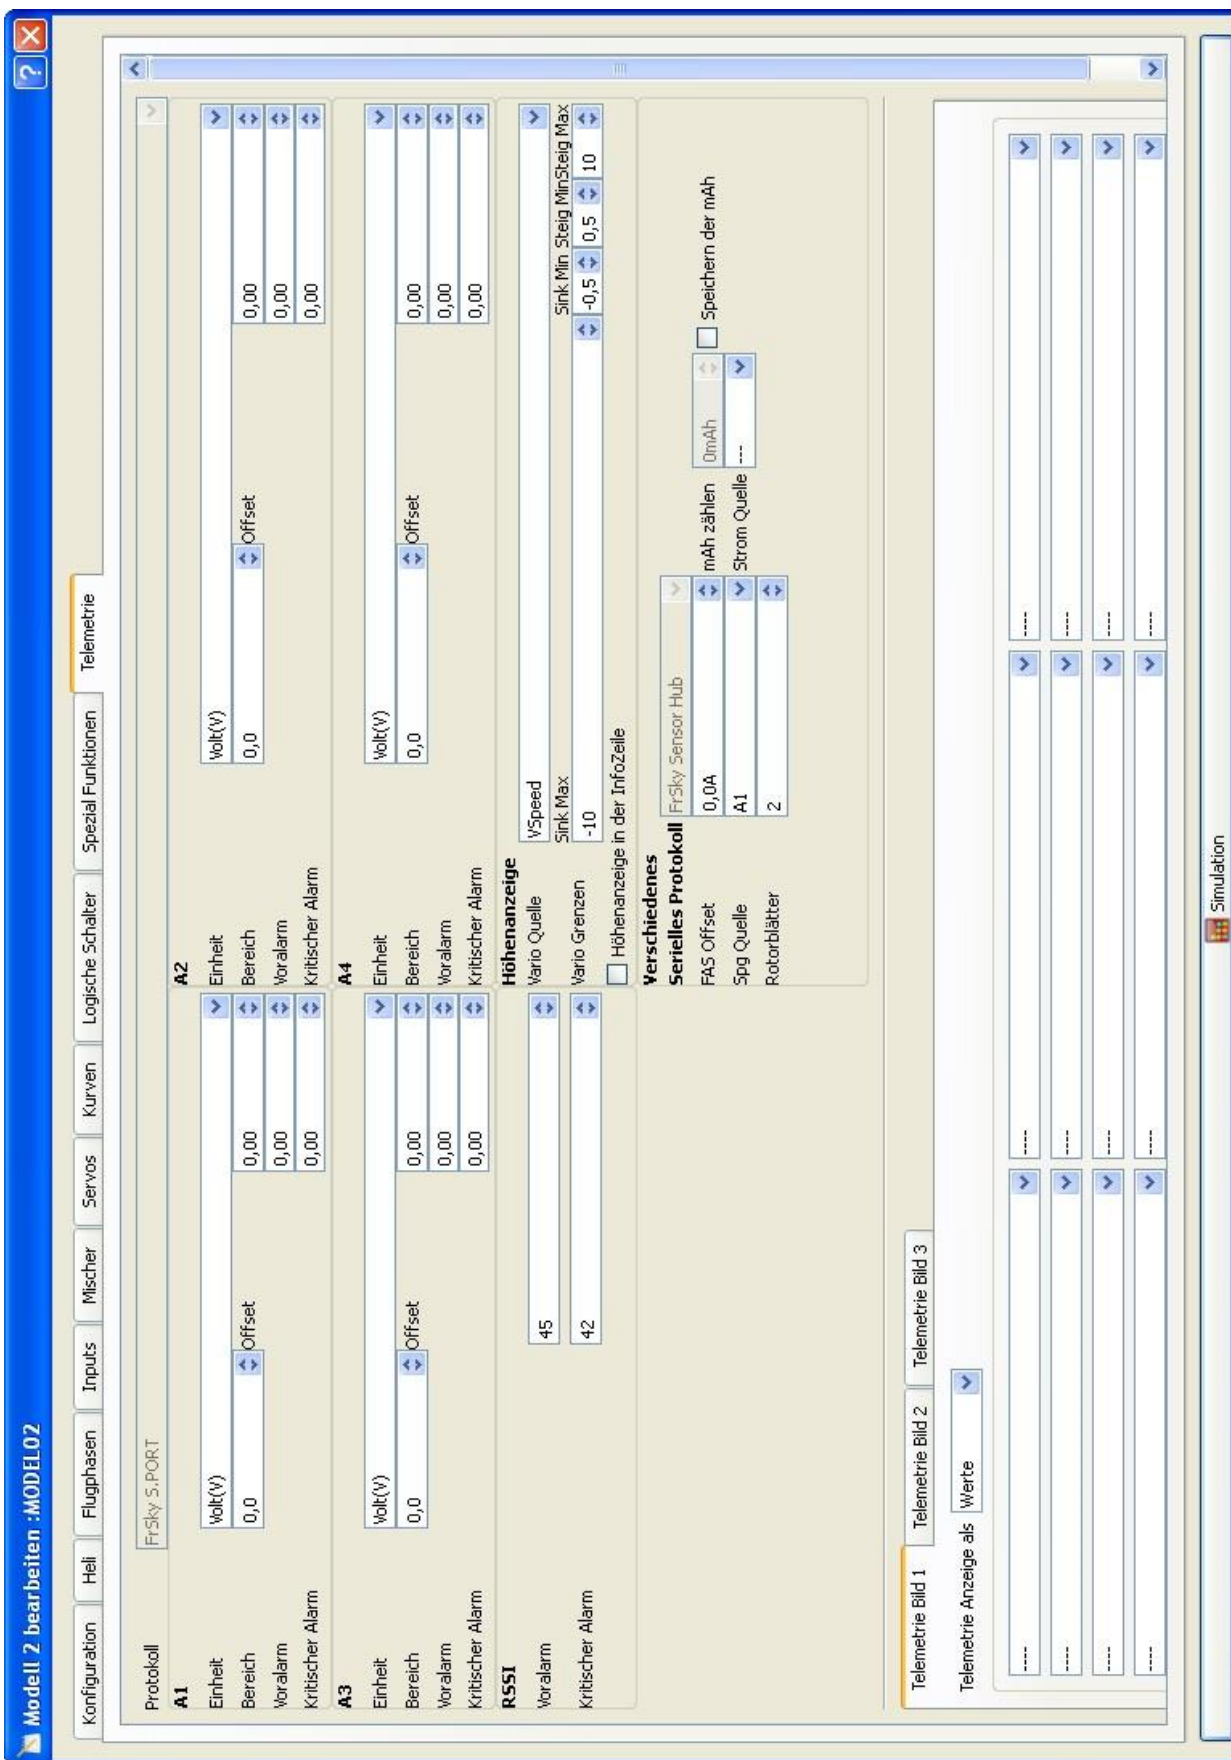 Modell 2 bearbeiten :MODEL02
Konfiguration Heli Flugphasen Inputs Mischer Servos Kurven Logische Schalter Spezial Funktionen Telemetrie
Protokoll FrSky S.PORT
A1
Einheit Volt(V)
Bereich 0,0 Offset 0,00
Voralarm 0,00
Kritischer Alarm 0,00
A2
Einheit Volt(V)
Bereich 0,0 Offset 0,00
Voralarm 0,00
Kritischer Alarm 0,00
A3
Einheit Volt(V)
Bereich 0,0 Offset 0,00
Voralarm 0,00
Kritischer Alarm 0,00
A4
Einheit Volt(V)
Bereich 0,0 Offset 0,00
Voralarm 0,00
Kritischer Alarm 0,00
RSSI
Voralarm 45
Kritischer Alarm 42
Höhenanzeige
Vario Quelle VSpeed
Sink Max Sink Min Steig Min Steig Max
Vario Grenzen -10 -0,5 0,5 10
Höhenanzeige in der InfoZeile
Verschiedenes
Serielles Protokoll FrSky Sensor Hub
FAS Offset 0,0A mAh zählen 0mAh Speichern der mAh
Spg Quelle A1 Strom Quelle ---
Rotorblätter 2
Telemetrie Bild 1 Telemetrie Bild 2 Telemetrie Bild 3
Telemetrie Anzeige als Werte
---- ---- ----
---- ---- ----
---- ---- ----
---- ---- ----
Simulation